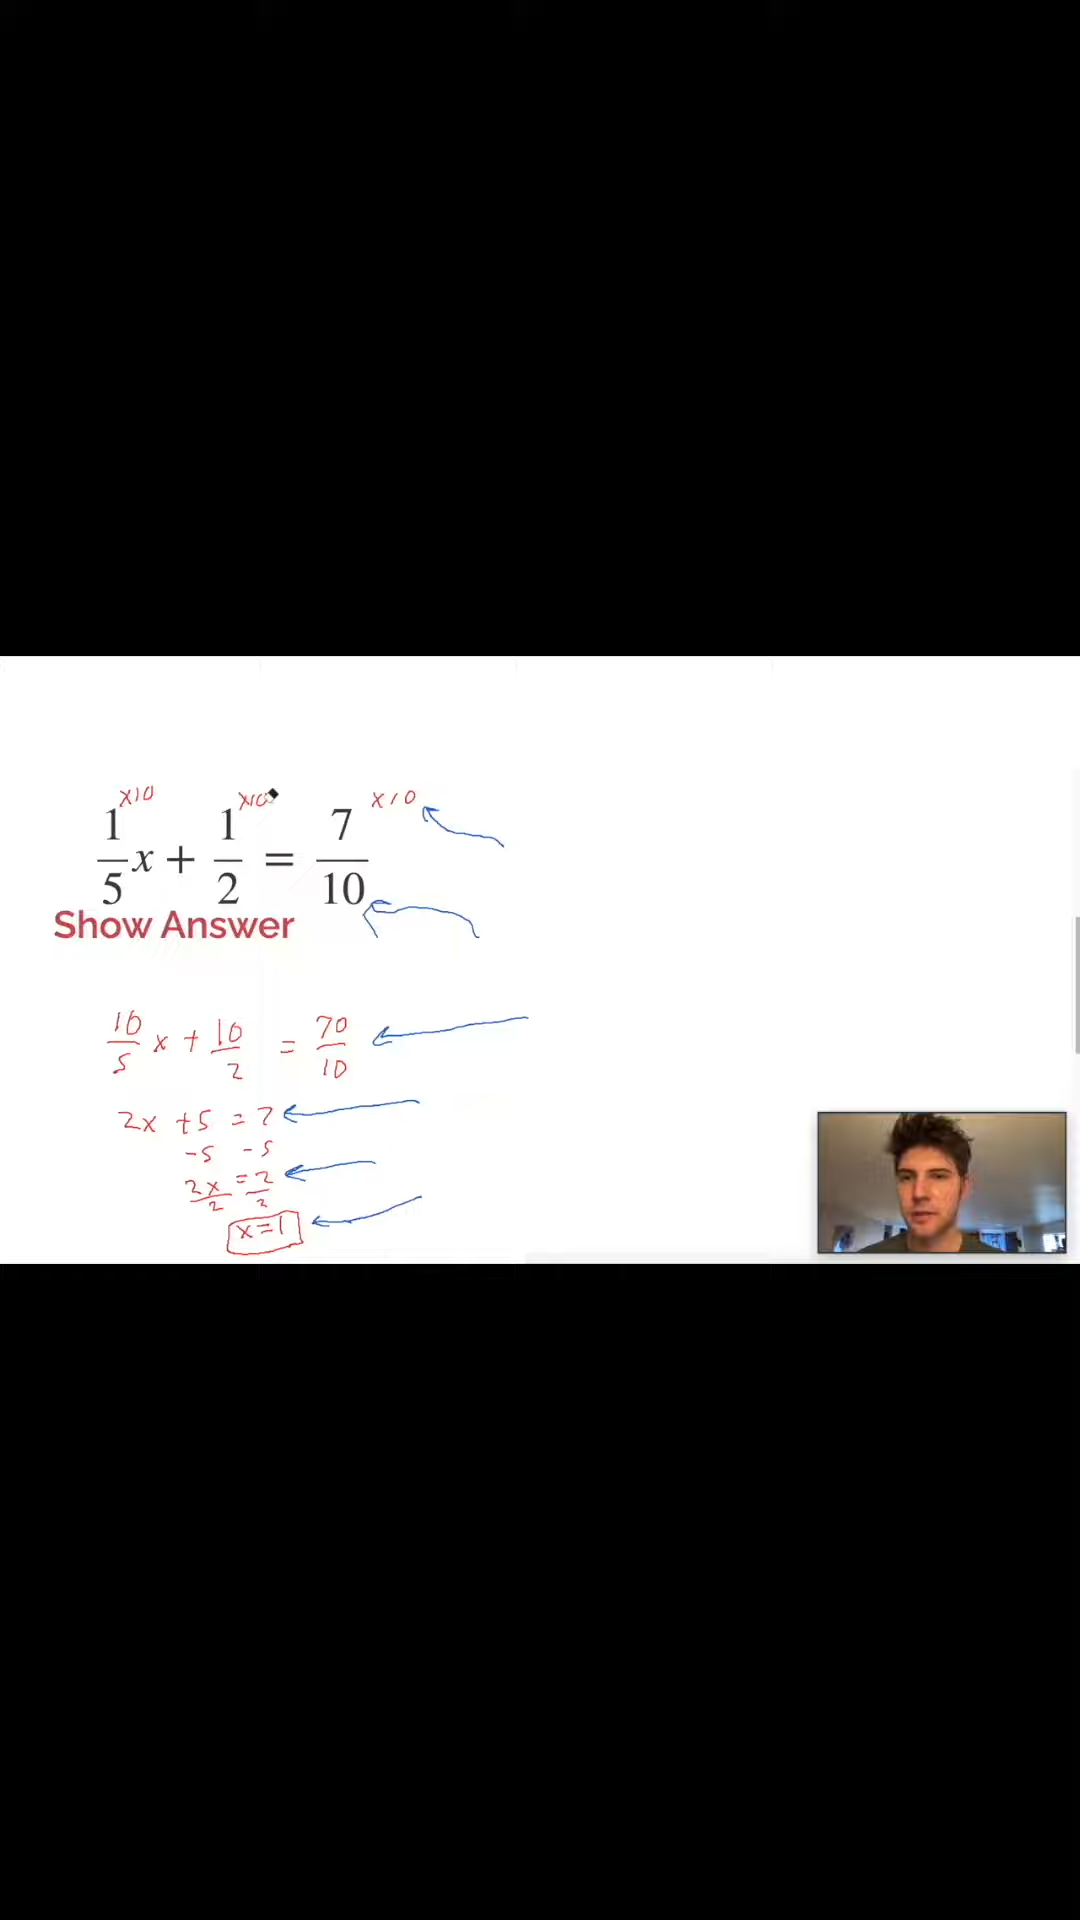 x10 x10 x10
1/5 x + 1/2 = 7/10
Show Answer
10/5 x + 10/2 = 70/10
2x + 5 = 7
-5 -5
2x/2 = 2/2
x = 1